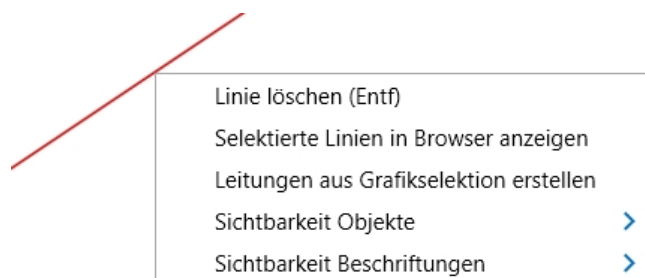 Linie löschen (Entf)
Selektierte Linien in Browser anzeigen
Leitungen aus Grafikselektion erstellen
Sichtbarkeit Objekte
Sichtbarkeit Beschriftungen